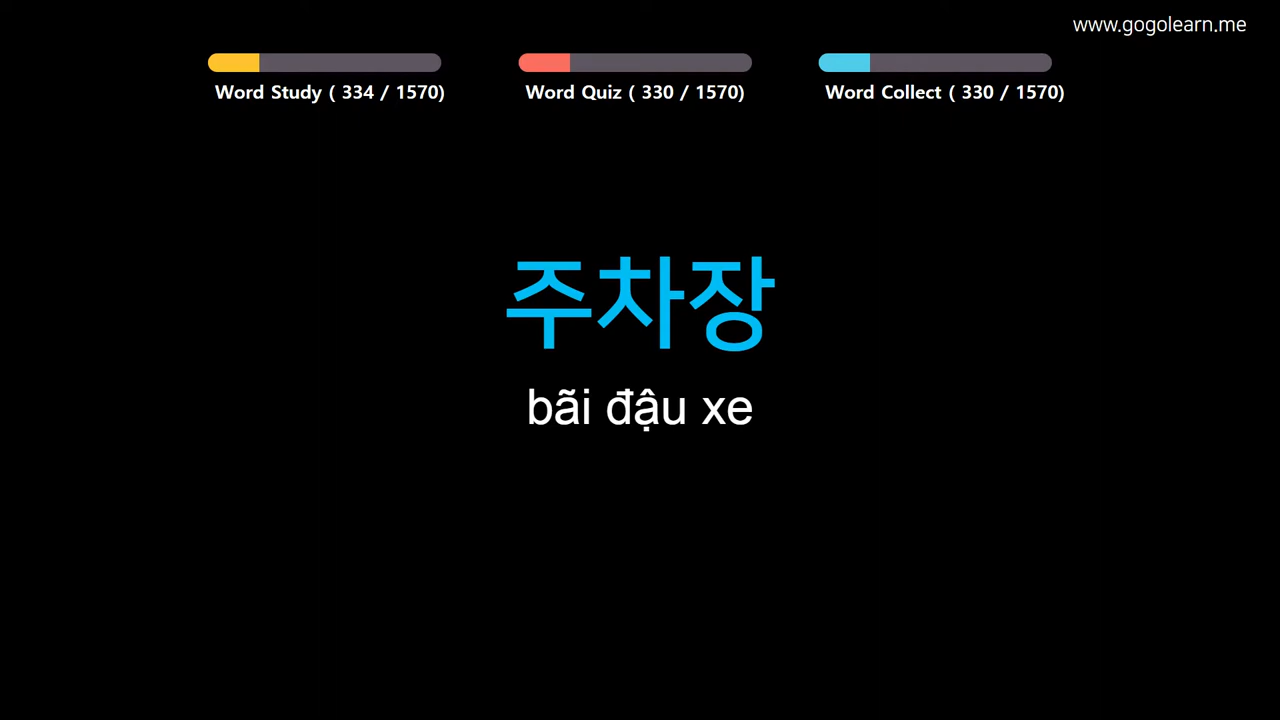 www.gogolearn.me
Word Study ( 334 / 1570)
Word Quiz ( 330 / 1570)
Word Collect ( 330 / 1570)
주차장
bãi đậu xe